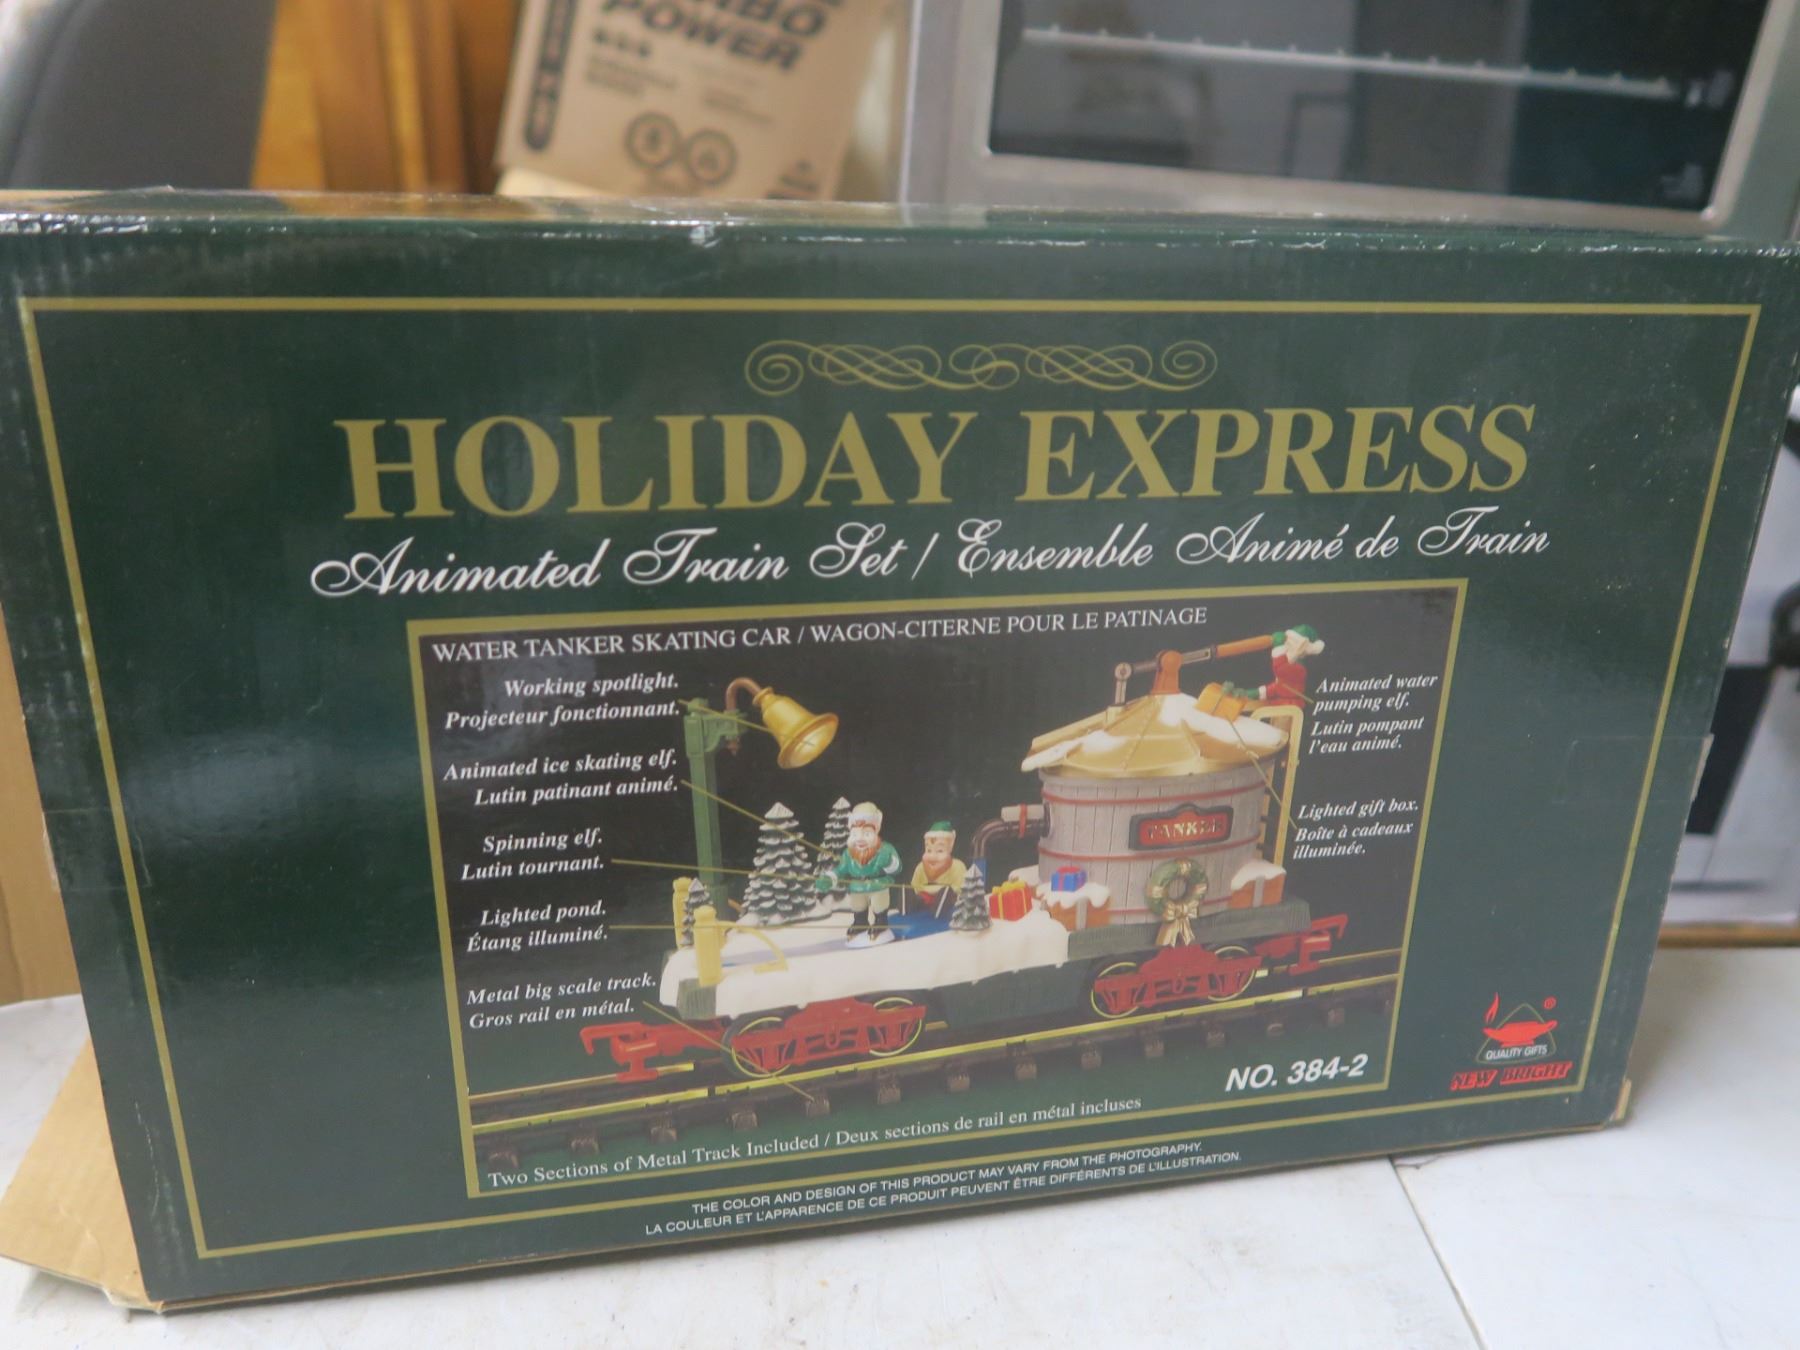 POWER
HOLIDAY EXPRESS
Animated Train Set / Ensemble Animé de Train
WATER TANKER SKATING CAR / WAGON-CITERNE POUR LE PATINAGE
Working spotlight.
Projecteur fonctionnant.
Animated ice skating elf.
Lutin patinant animé.
Spinning elf.
Lutin tournant.
Lighted pond.
Étang illuminé.
Metal big scale track.
Gros rail en métal.
Animated water
pumping elf.
Lutin pompant
l'eau animé.
Lighted gift box.
Boîte à cadeaux
illuminée.
TANKER
NO. 384-2
Two Sections of Metal Track Included / Deux sections de rail en métal incluses
THE COLOR AND DESIGN OF THIS PRODUCT MAY VARY FROM THE PHOTOGRAPHY.
LA COULEUR ET L'APPARENCE DE CE PRODUIT PEUVENT ÊTRE DIFFÉRENTS DE L'ILLUSTRATION.
®
QUALITY GIFTS
NEW BRIGHT